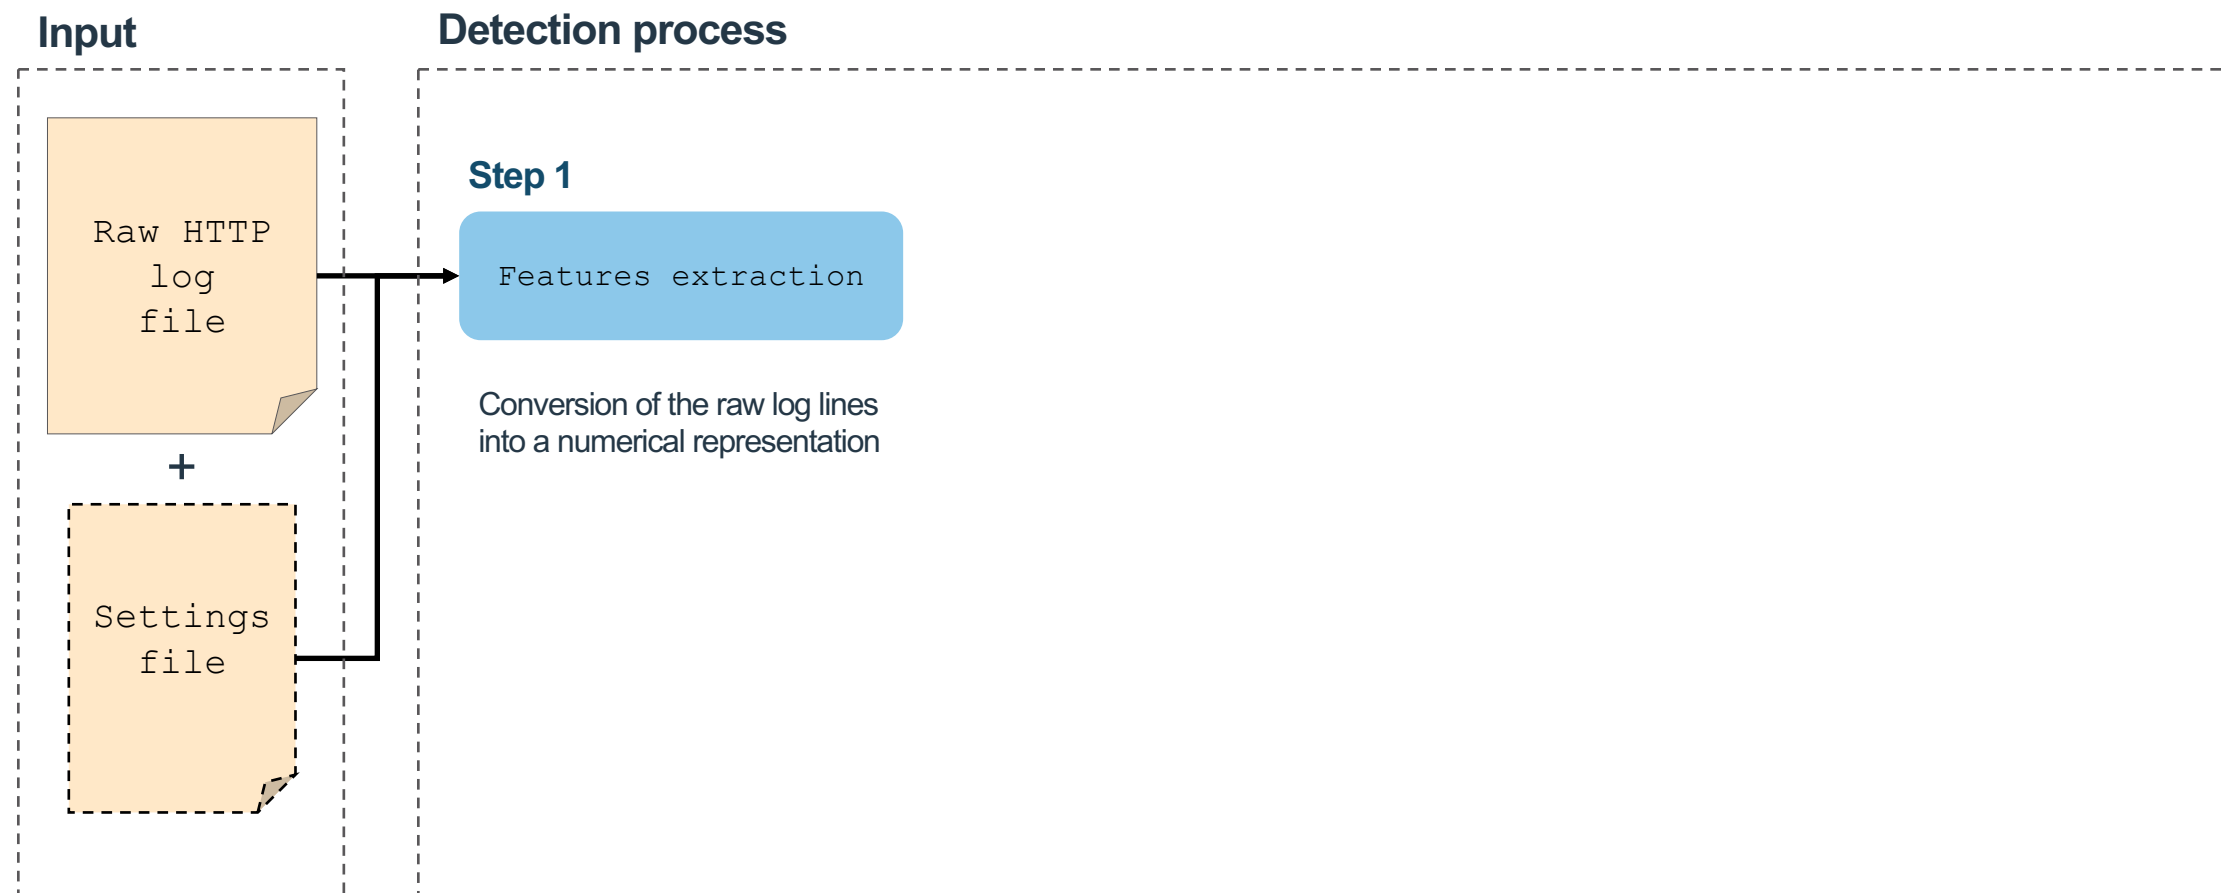 Input
Detection process
Raw HTTP
log
file
+
Settings
file
Step 1
Features extraction
Conversion of the raw log lines
into a numerical representation